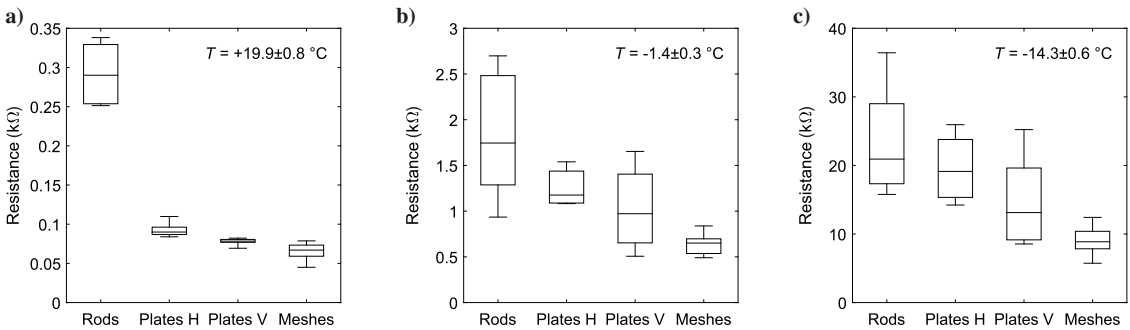 a)
T = +19.9±0.8 °C
Resistance (kΩ)
0.35
0.3
0.25
0.2
0.15
0.1
0.05
0
Rods Plates H Plates V Meshes
b)
T = -1.4±0.3 °C
Resistance (kΩ)
3
2.5
2
1.5
1
0.5
0
Rods Plates H Plates V Meshes
c)
T = -14.3±0.6 °C
Resistance (kΩ)
40
30
20
10
0
Rods Plates H Plates V Meshes